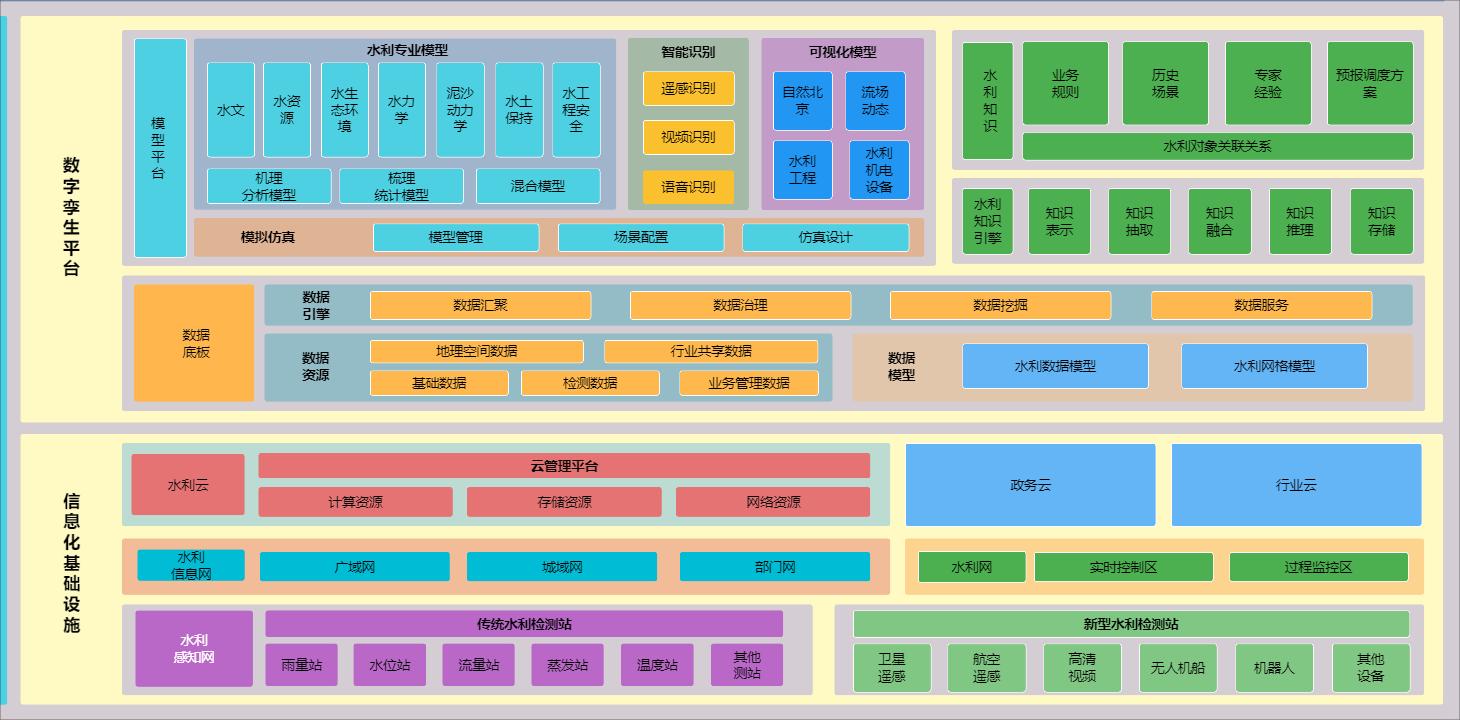 数字孪生平台
模型平台
水利专业模型
水文
水资
源
水生
态环
境
水力
学
泥沙
动力
学
水土
保持
水工
程安
全
机理
分析模型
梳理
统计模型
混合模型
智能识别
遥感识别
视频识别
语音识别
可视化模型
自然北
京
流场
动态
水利
工程
水利
机电
设备
模拟仿真
模型管理
场景配置
仿真设计
水利知识
业务
规则
历史
场景
专家
经验
预报调度方
案
水利对象关联关系
水利
知识
引擎
知识
表示
知识
抽取
知识
融合
知识
推理
知识
存储
数据
底板
数据
引擎
数据汇聚
数据治理
数据挖掘
数据服务
数据
资源
地理空间数据
行业共享数据
基础数据
检测数据
业务管理数据
数据
模型
水利数据模型
水利网格模型
信息化基础设施
水利云
云管理平台
计算资源
存储资源
网络资源
政务云
行业云
水利
信息网
广域网
城域网
部门网
水利网
实时控制区
过程监控区
水利
感知网
传统水利检测站
雨量站
水位站
流量站
蒸发站
温度站
其他
测站
新型水利检测站
卫星
遥感
航空
遥感
高清
视频
无人机船
机器人
其他
设备